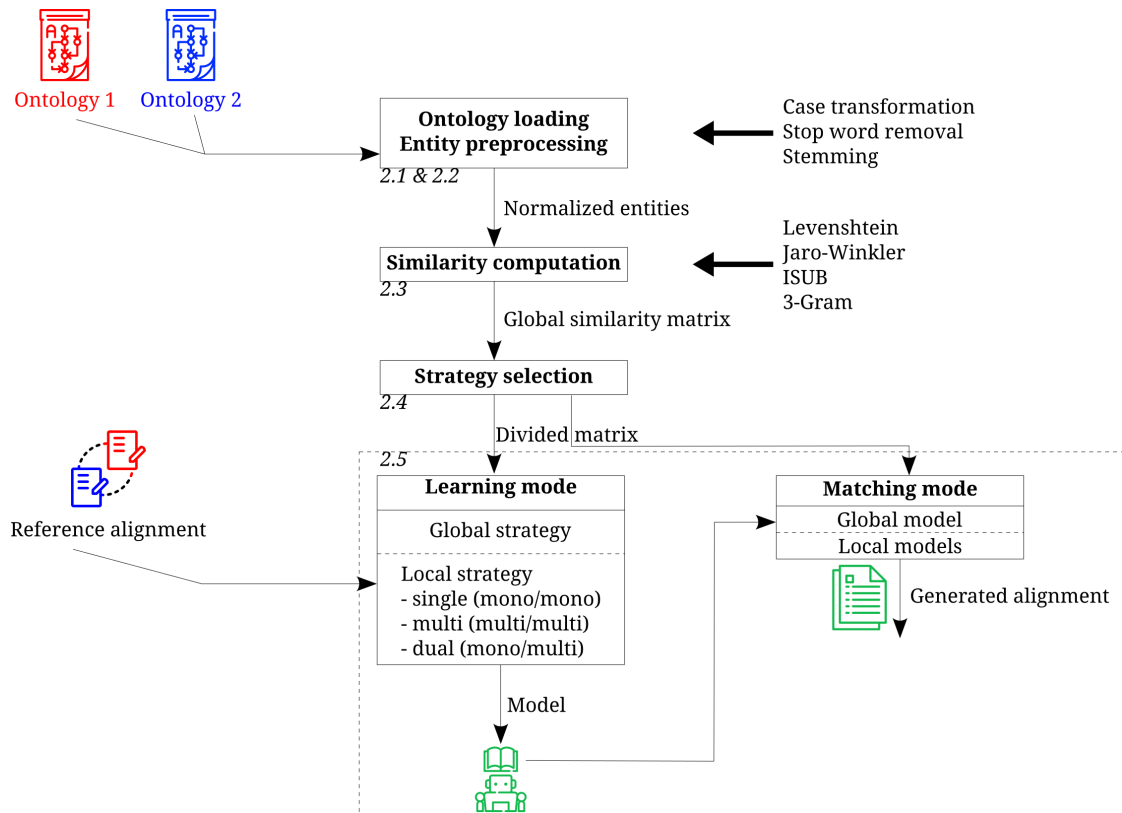 Ontology 1
Ontology 2
Ontology loading
Entity preprocessing
2.1 & 2.2
Case transformation
Stop word removal
Stemming
Normalized entities
Similarity computation
2.3
Levenshtein
Jaro-Winkler
ISUB
3-Gram
Global similarity matrix
Strategy selection
2.4
Divided matrix
2.5
Reference alignment
Learning mode
Global strategy
Local strategy
- single (mono/mono)
- multi (multi/multi)
- dual (mono/multi)
Matching mode
Global model
Local models
Generated alignment
Model